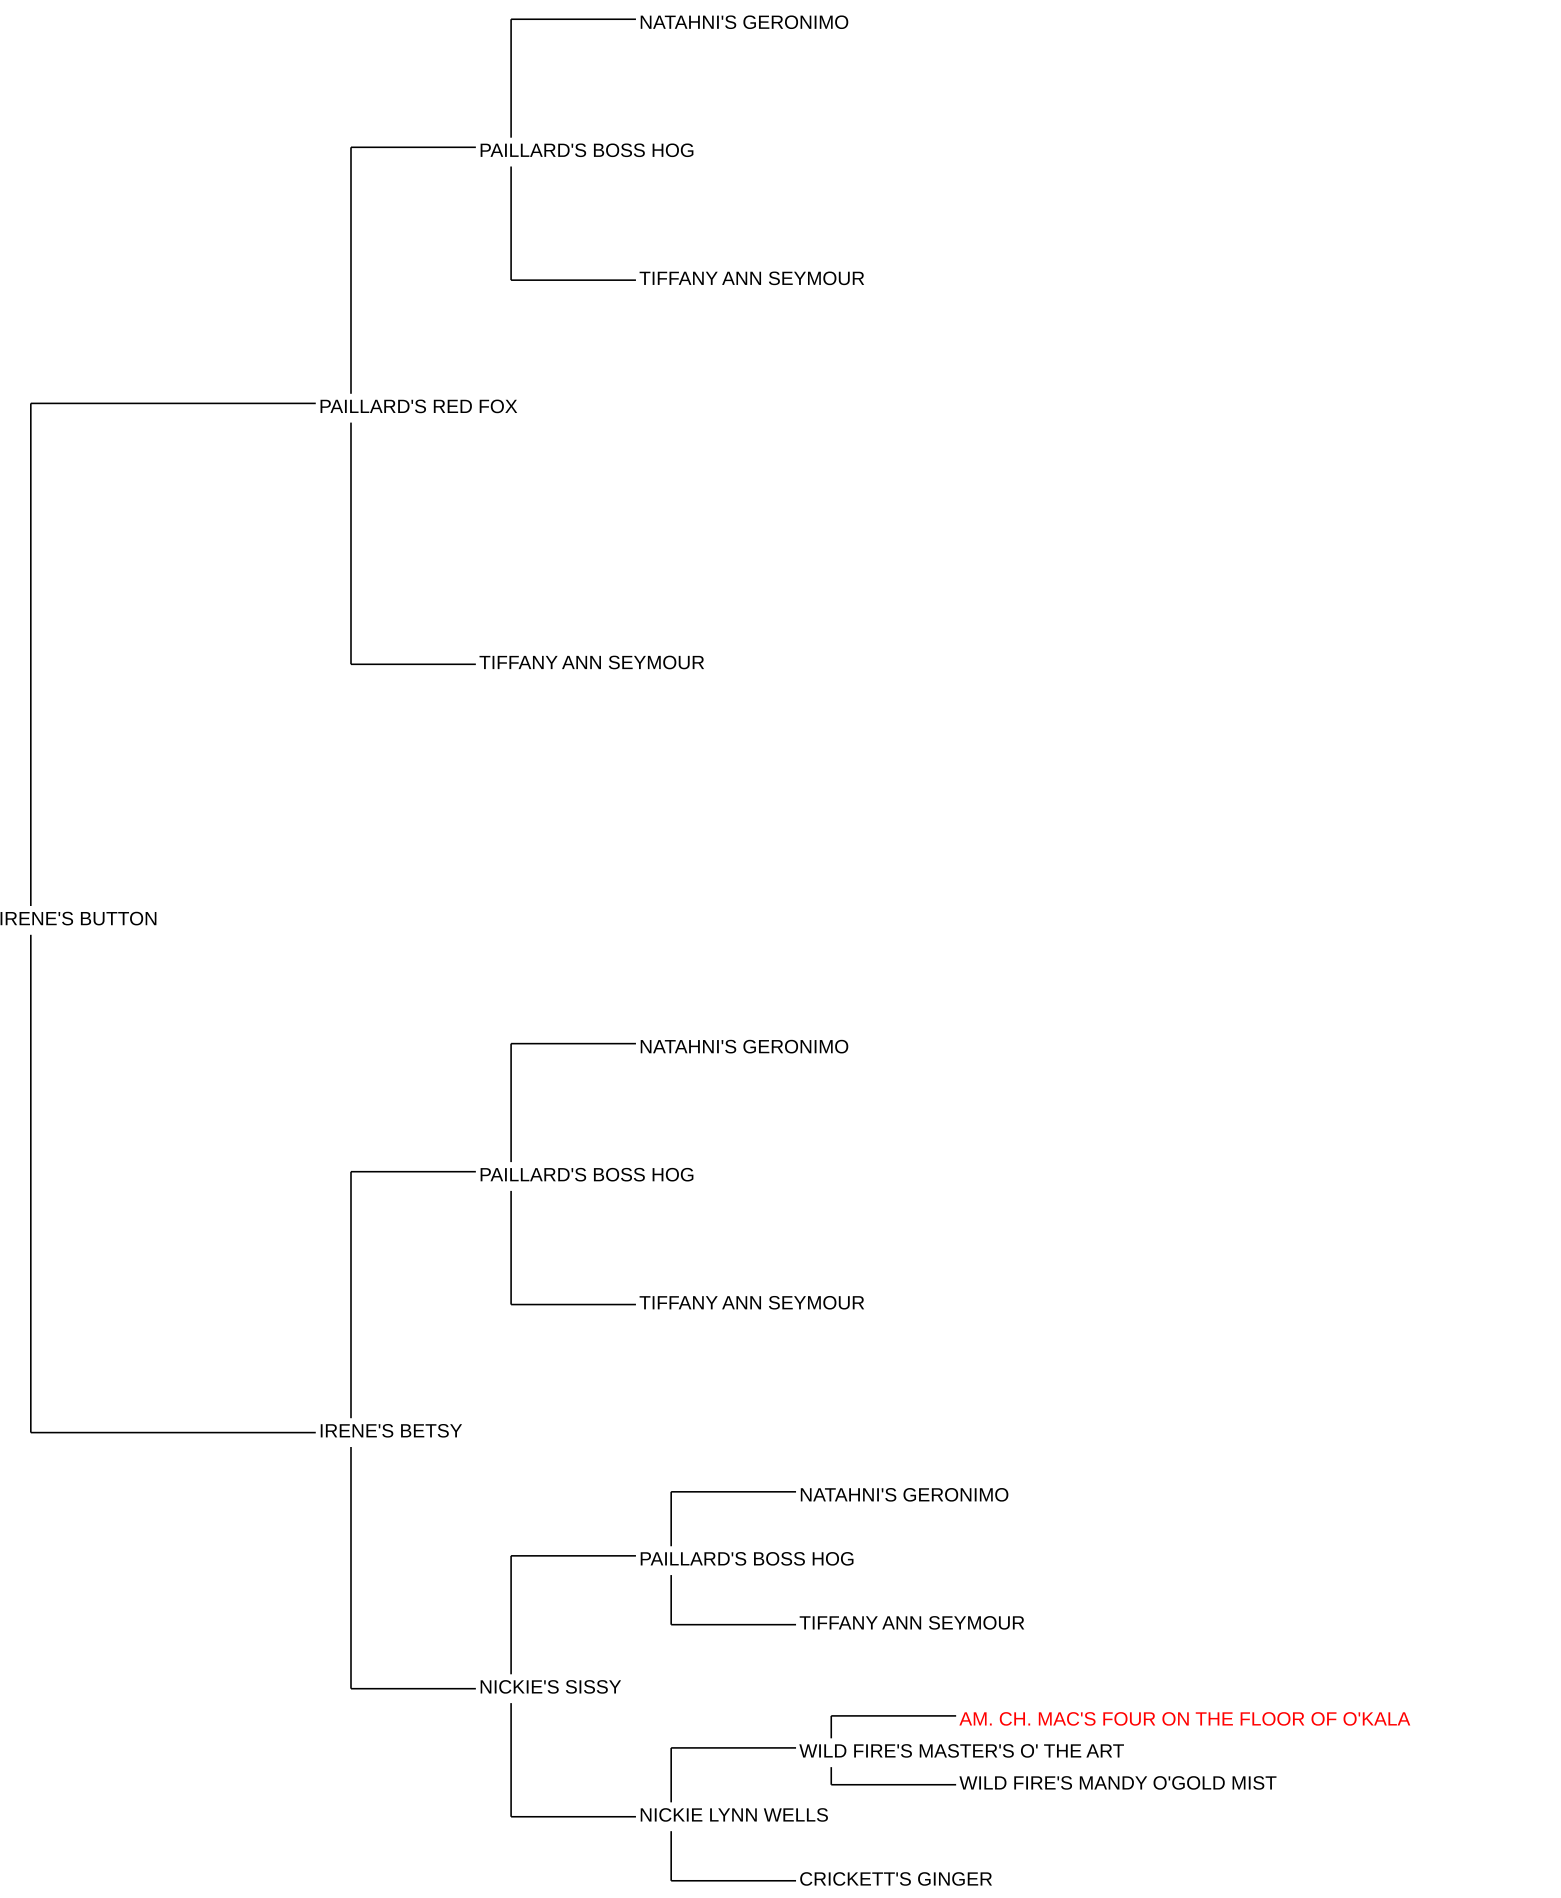 NATAHNI'S GERONIMO
PAILLARD'S BOSS HOG
TIFFANY ANN SEYMOUR
PAILLARD'S RED FOX
TIFFANY ANN SEYMOUR
IRENE'S BUTTON
NATAHNI'S GERONIMO
PAILLARD'S BOSS HOG
TIFFANY ANN SEYMOUR
IRENE'S BETSY
NATAHNI'S GERONIMO
PAILLARD'S BOSS HOG
TIFFANY ANN SEYMOUR
NICKIE'S SISSY
AM. CH. MAC'S FOUR ON THE FLOOR OF O'KALA
WILD FIRE'S MASTER'S O' THE ART
WILD FIRE'S MANDY O'GOLD MIST
NICKIE LYNN WELLS
CRICKETT'S GINGER